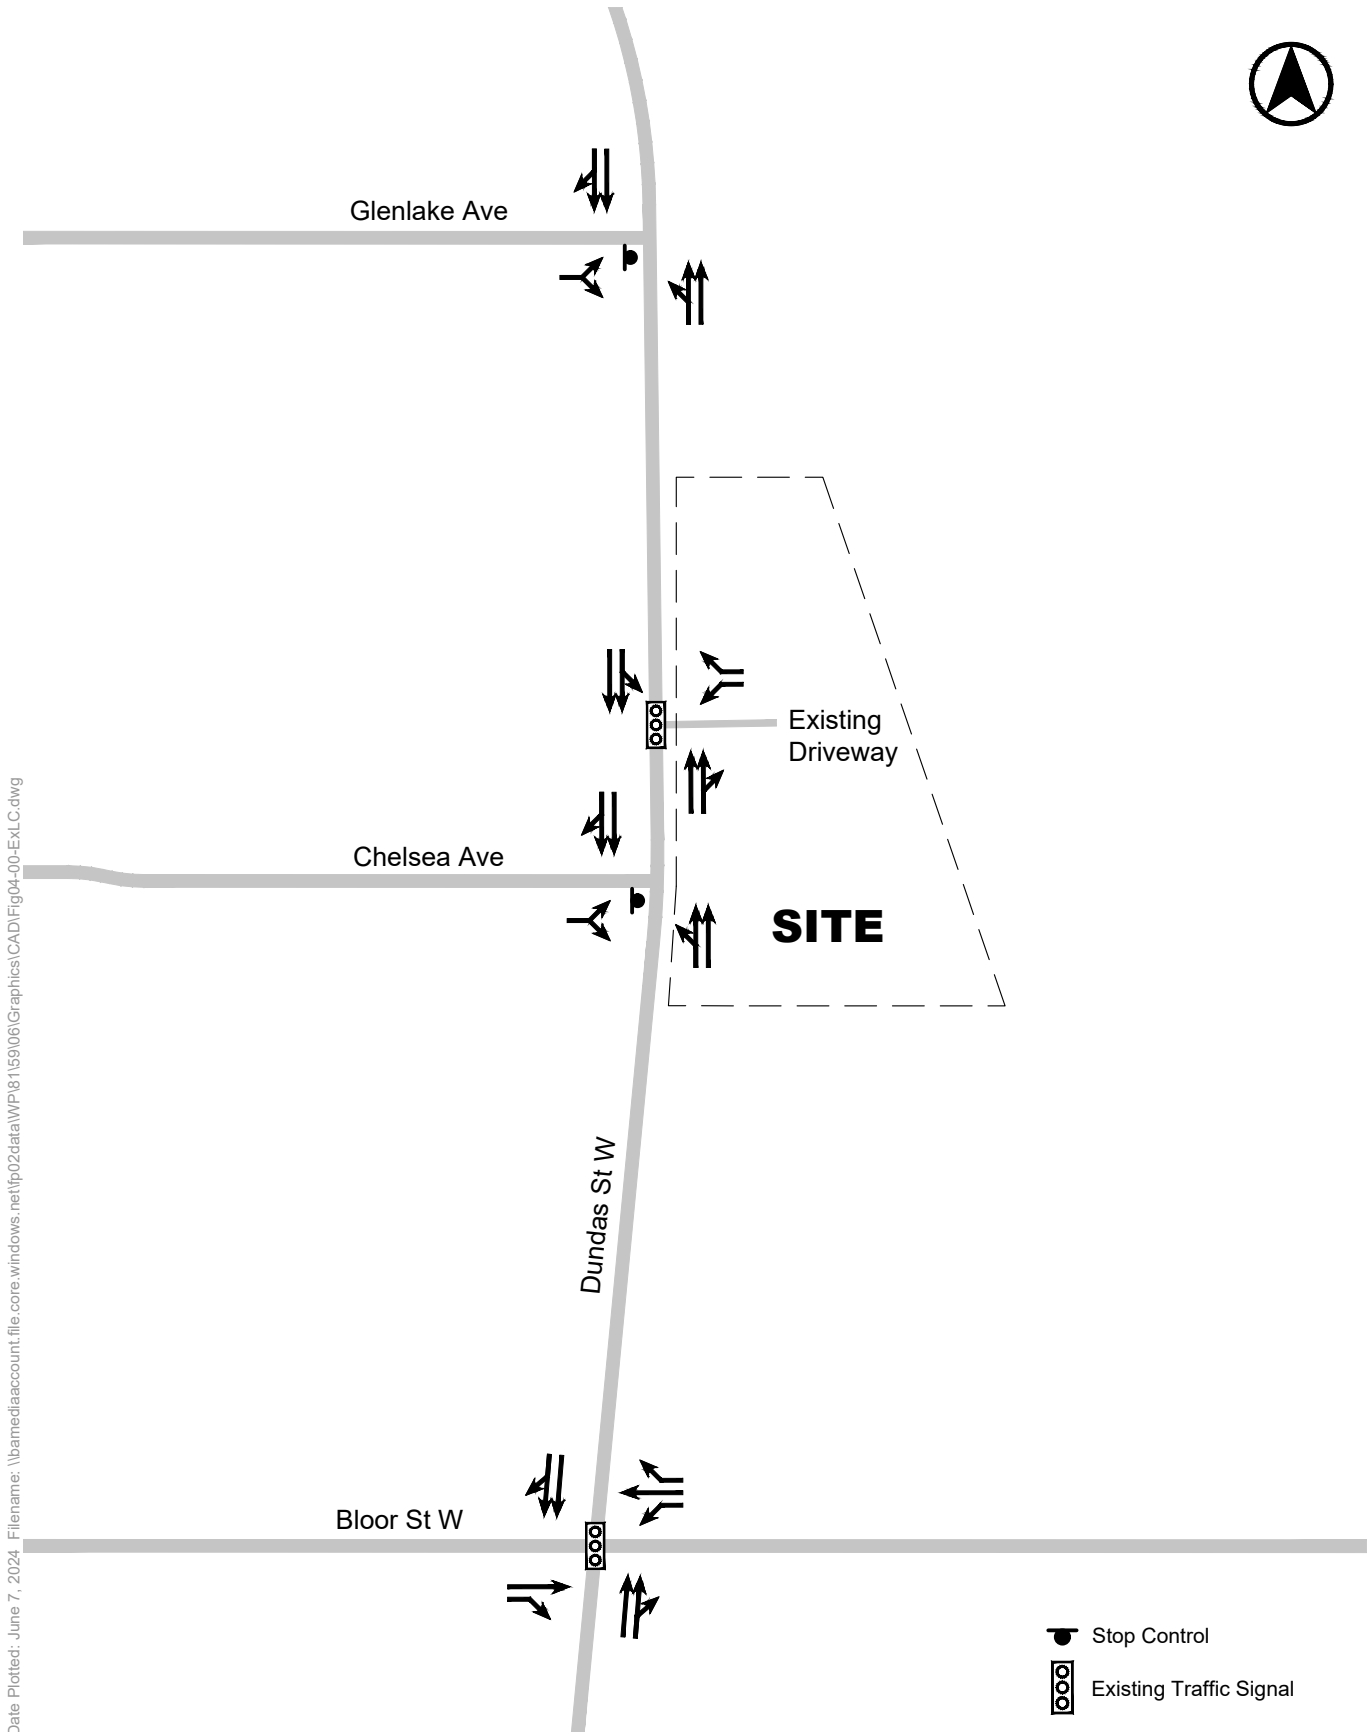 Glenlake Ave
Existing
Driveway
Chelsea Ave
SITE
Dundas St W
Bloor St W
Stop Control
Existing Traffic Signal
Date Plotted: June 7, 2024 Filename: \\bamediaaccount.file.core.windows.net\fp02data\WP\81\59\06\Graphics\CAD\Fig04-00-ExLC.dwg